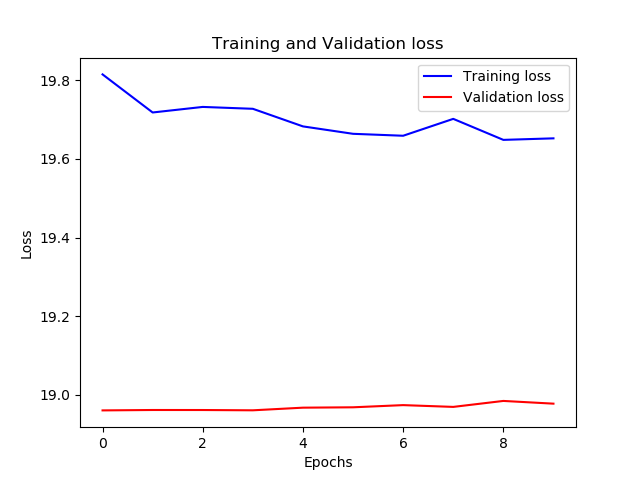 Training and Validation loss
Training loss
Validation loss
19.8
19.6
19.4
19.2
19.0
Loss
0 2 4 6 8
Epochs